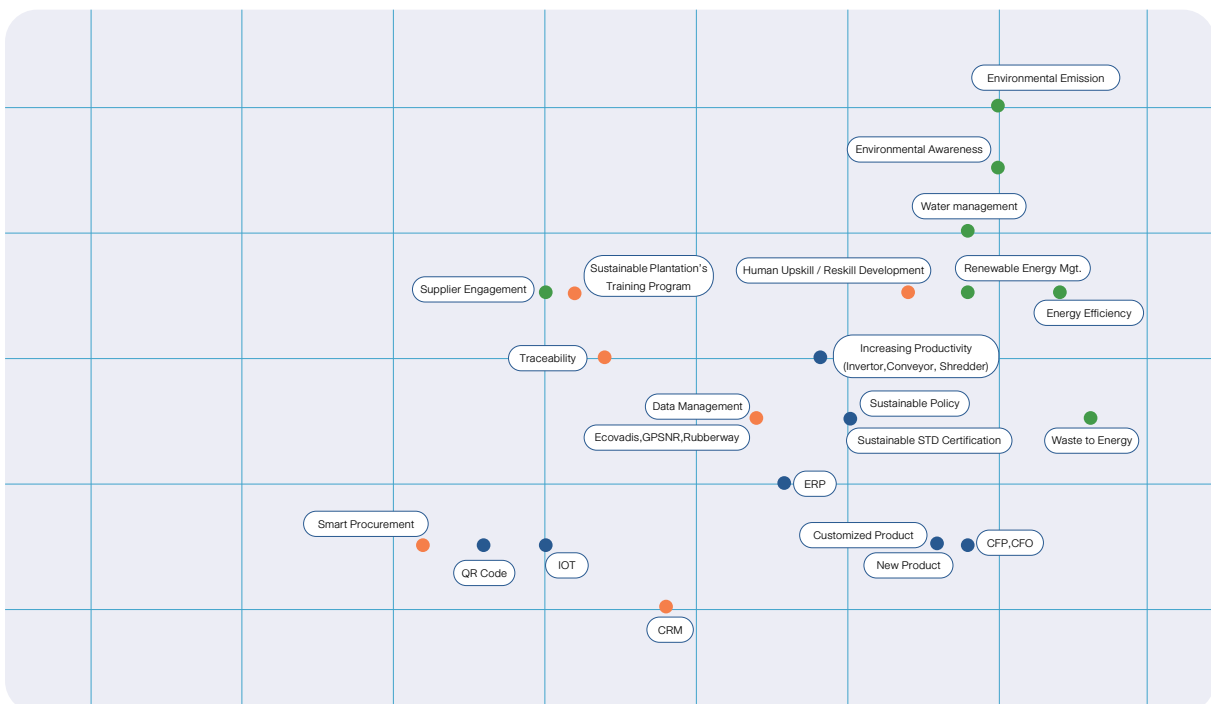 Environmental Emission
Environmental Awareness
Water management
Sustainable Plantation's
Training Program
Human Upskill / Reskill Development
Renewable Energy Mgt.
Supplier Engagement
Energy Efficiency
Traceability
Increasing Productivity
(Invertor,Conveyor, Shredder)
Data Management
Sustainable Policy
Ecovadis,GPSNR,Rubberway
Sustainable STD Certification
Waste to Energy
ERP
Smart Procurement
Customized Product
CFP,CFO
QR Code
IOT
New Product
CRM